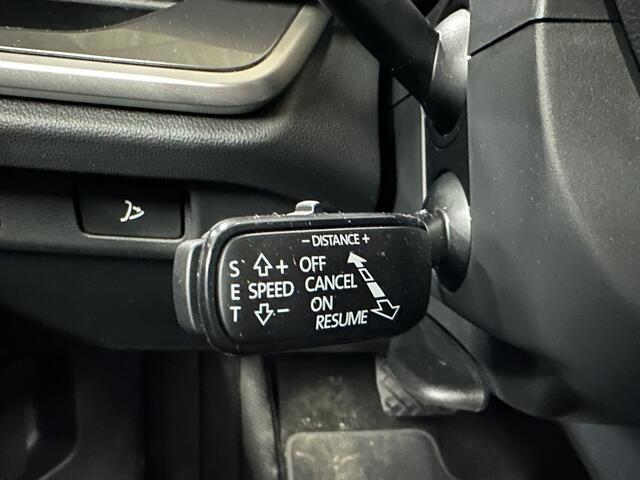 - DISTANCE +
S + OFF
E SPEED CANCEL
T - ON
RESUME